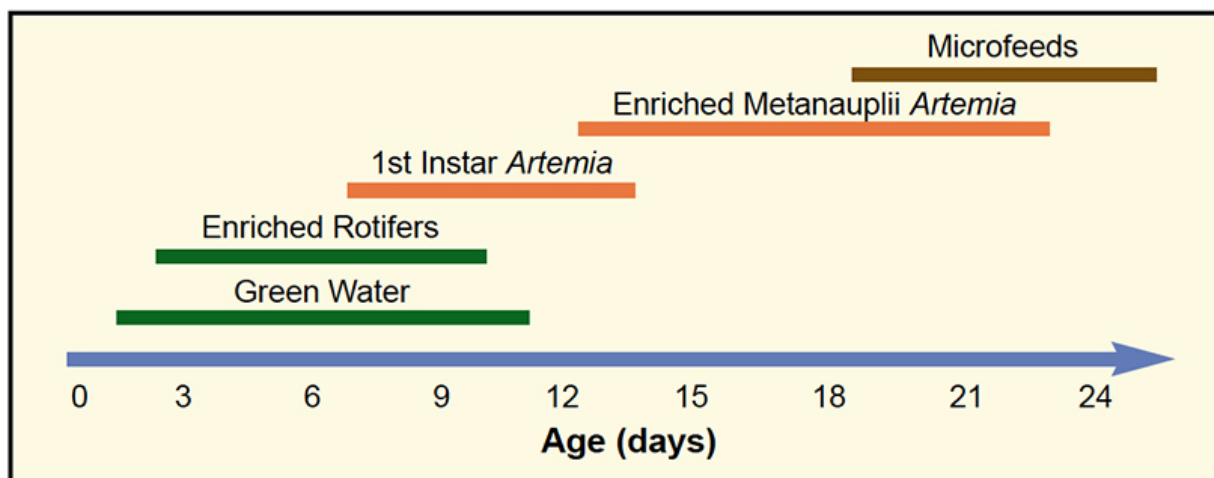 Microfeeds
Enriched Metanauplii Artemia
1st Instar Artemia
Enriched Rotifers
Green Water
0 3 6 9 12 15 18 21 24
Age (days)